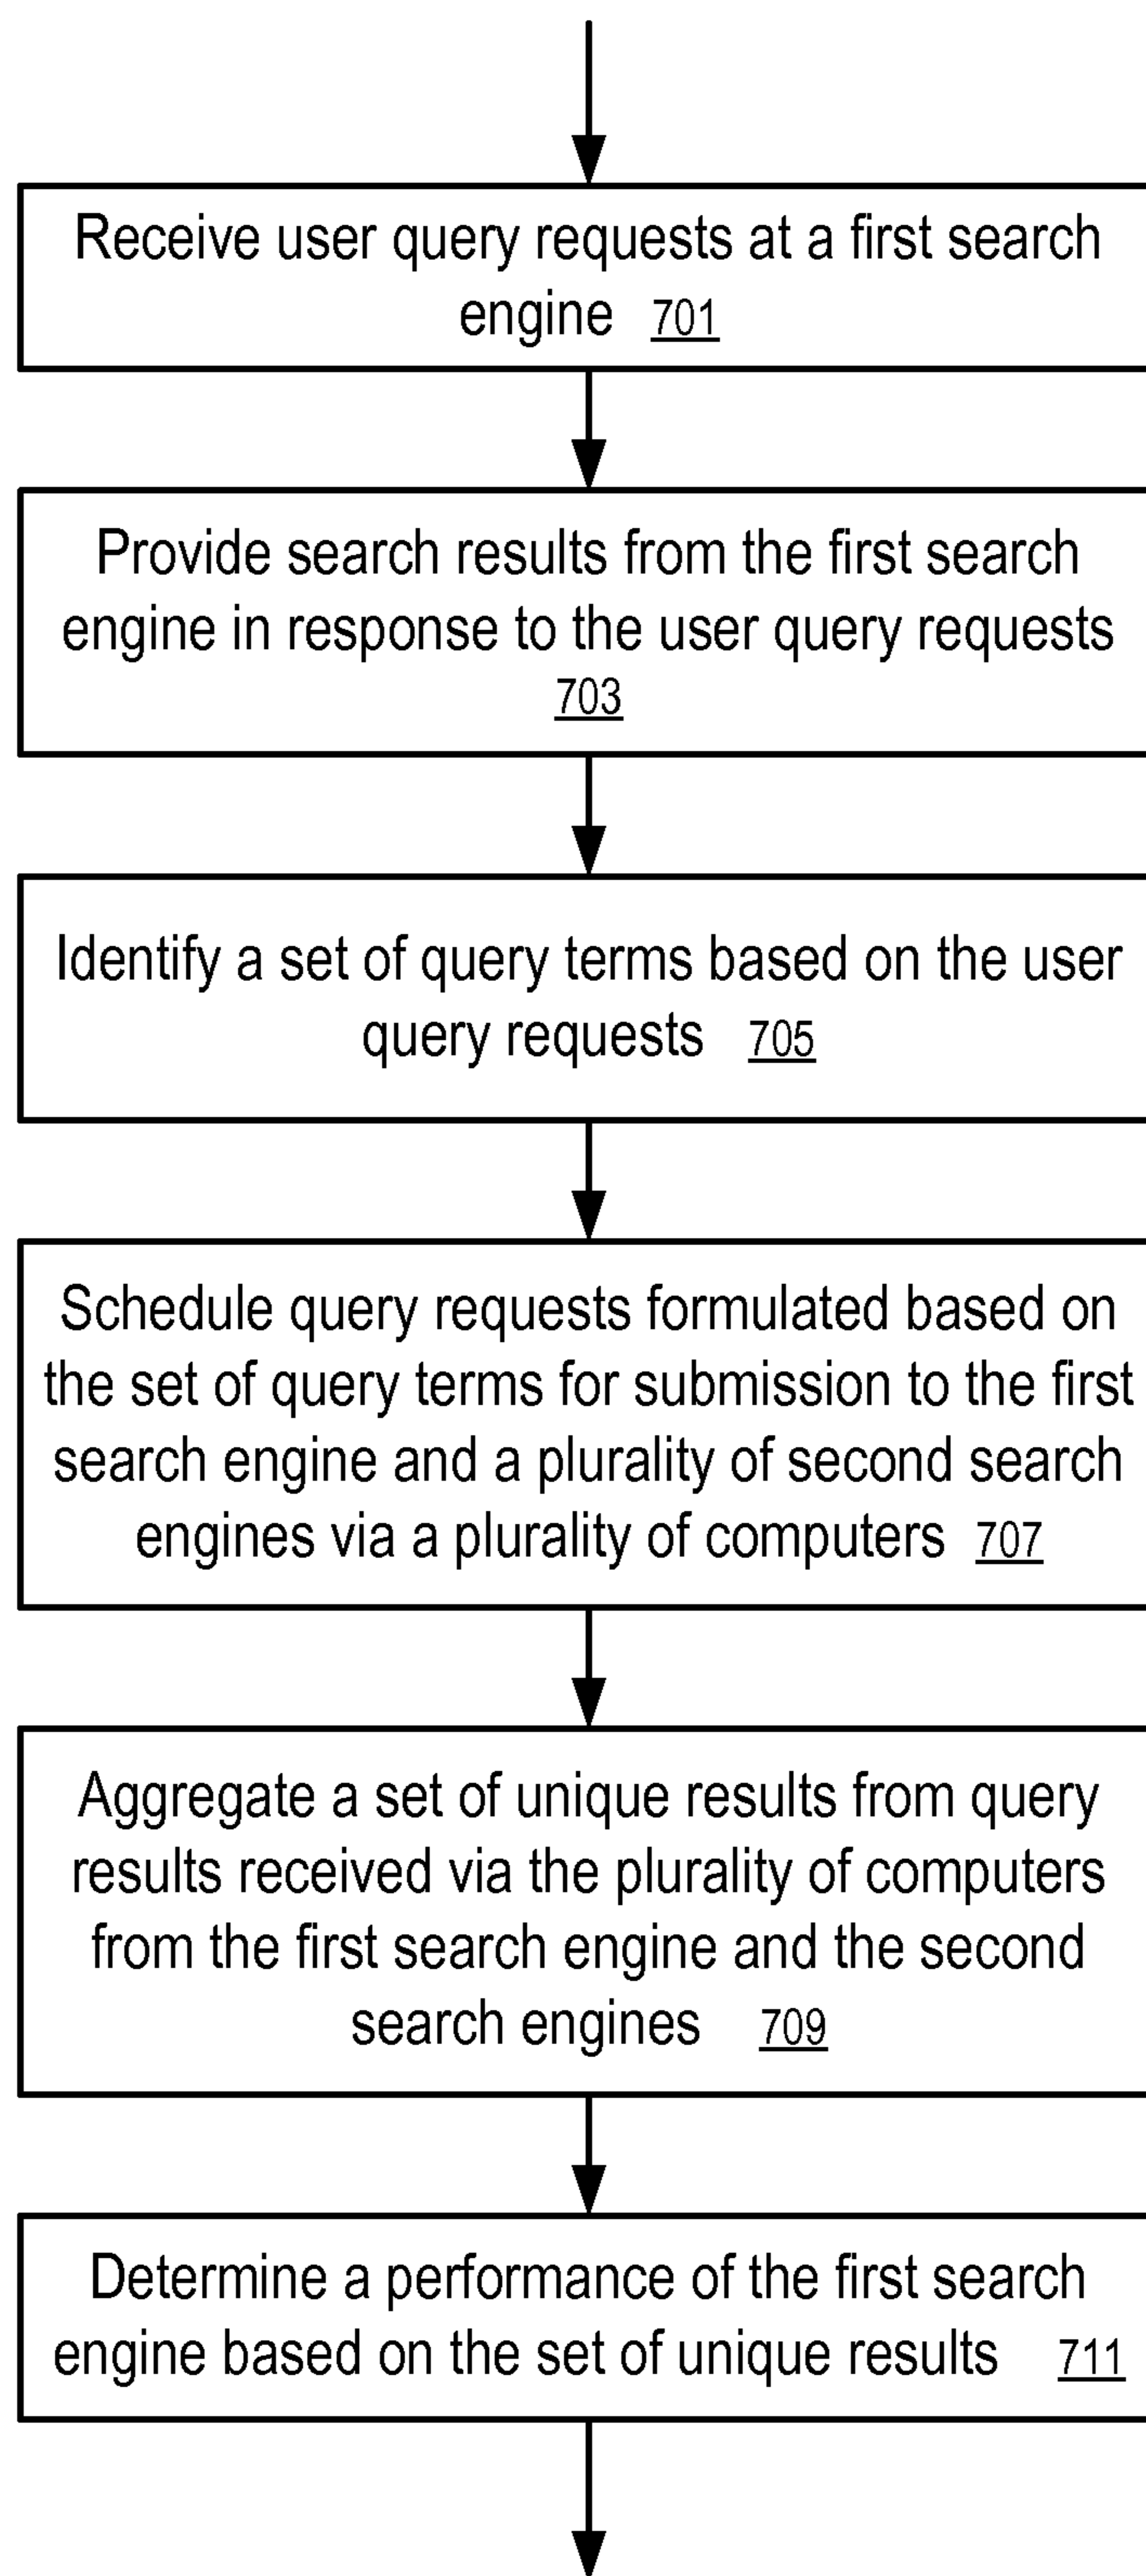 Receive user query requests at a first search
engine 701
Provide search results from the first search
engine in response to the user query requests
703
Identify a set of query terms based on the user
query requests 705
Schedule query requests formulated based on
the set of query terms for submission to the first
search engine and a plurality of second search
engines via a plurality of computers 707
Aggregate a set of unique results from query
results received via the plurality of computers
from the first search engine and the second
search engines 709
Determine a performance of the first search
engine based on the set of unique results 711